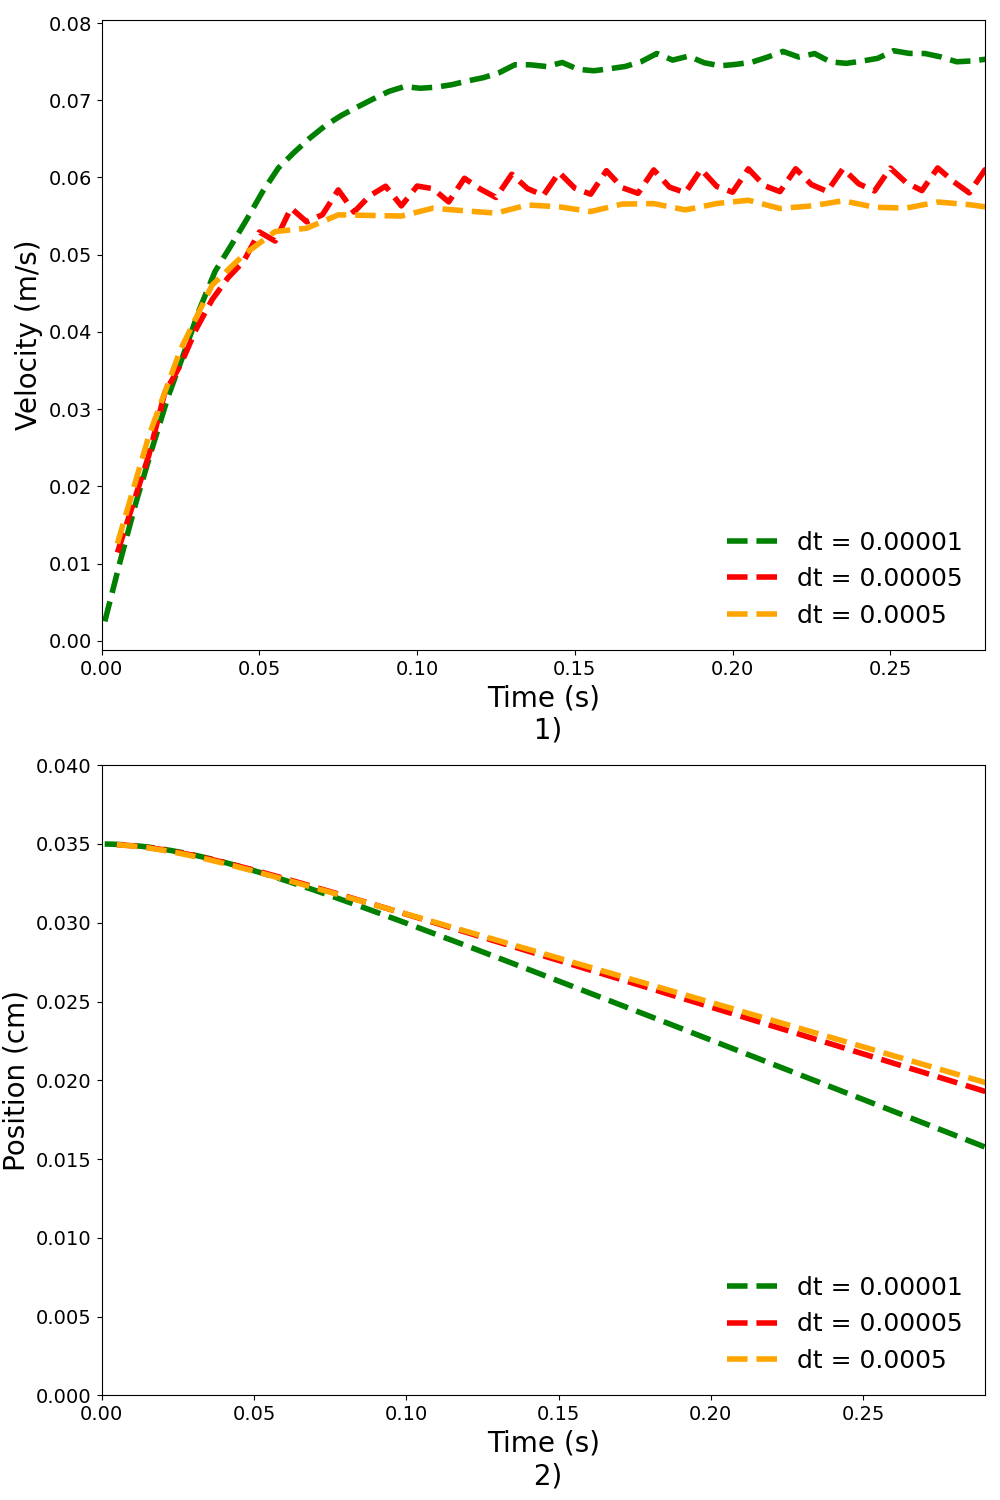 0.08
0.07
0.06
0.05
0.04
0.03
0.02
0.01
0.00
Velocity (m/s)
dt = 0.00001
dt = 0.00005
dt = 0.0005
0.00 0.05 0.10 0.15 0.20 0.25
Time (s)
1)
0.040
0.035
0.030
0.025
0.020
0.015
0.010
0.005
0.000
Position (cm)
dt = 0.00001
dt = 0.00005
dt = 0.0005
0.00 0.05 0.10 0.15 0.20 0.25
Time (s)
2)